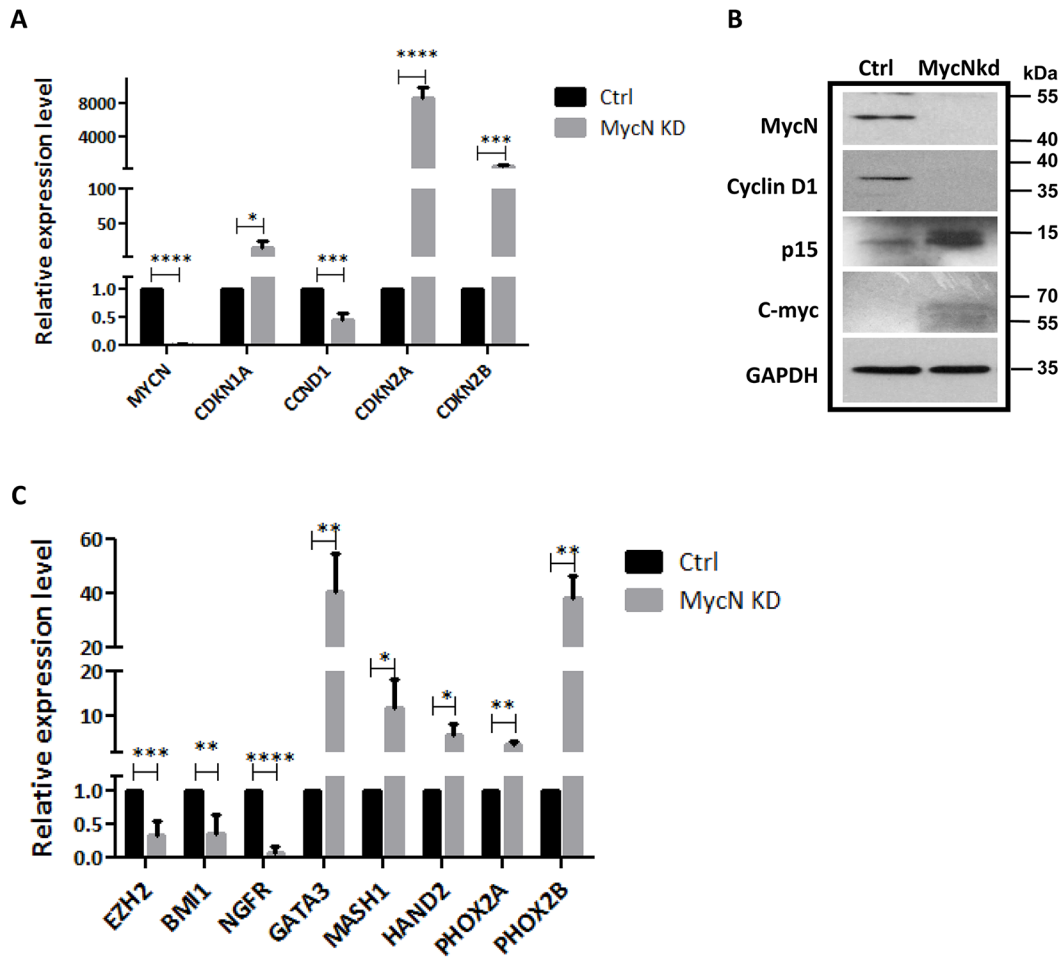 A
Relative expression level
8000
4000
100
50
1.0
0.5
0.0
****
*
***
****
***
MYCN
CDKN1A
CCND1
CDKN2A
CDKN2B
Ctrl
MycN KD
B
Ctrl MycNkd kDa
MycN
55
40
Cyclin D1
40
35
p15
15
C-myc
70
55
GAPDH
35
C
Relative expression level
60
40
20
20
10
1.0
0.5
0.0
***
**
****
**
*
*
**
**
EZH2
BMI1
NGFR
GATA3
MASH1
HAND2
PHOX2A
PHOX2B
Ctrl
MycN KD